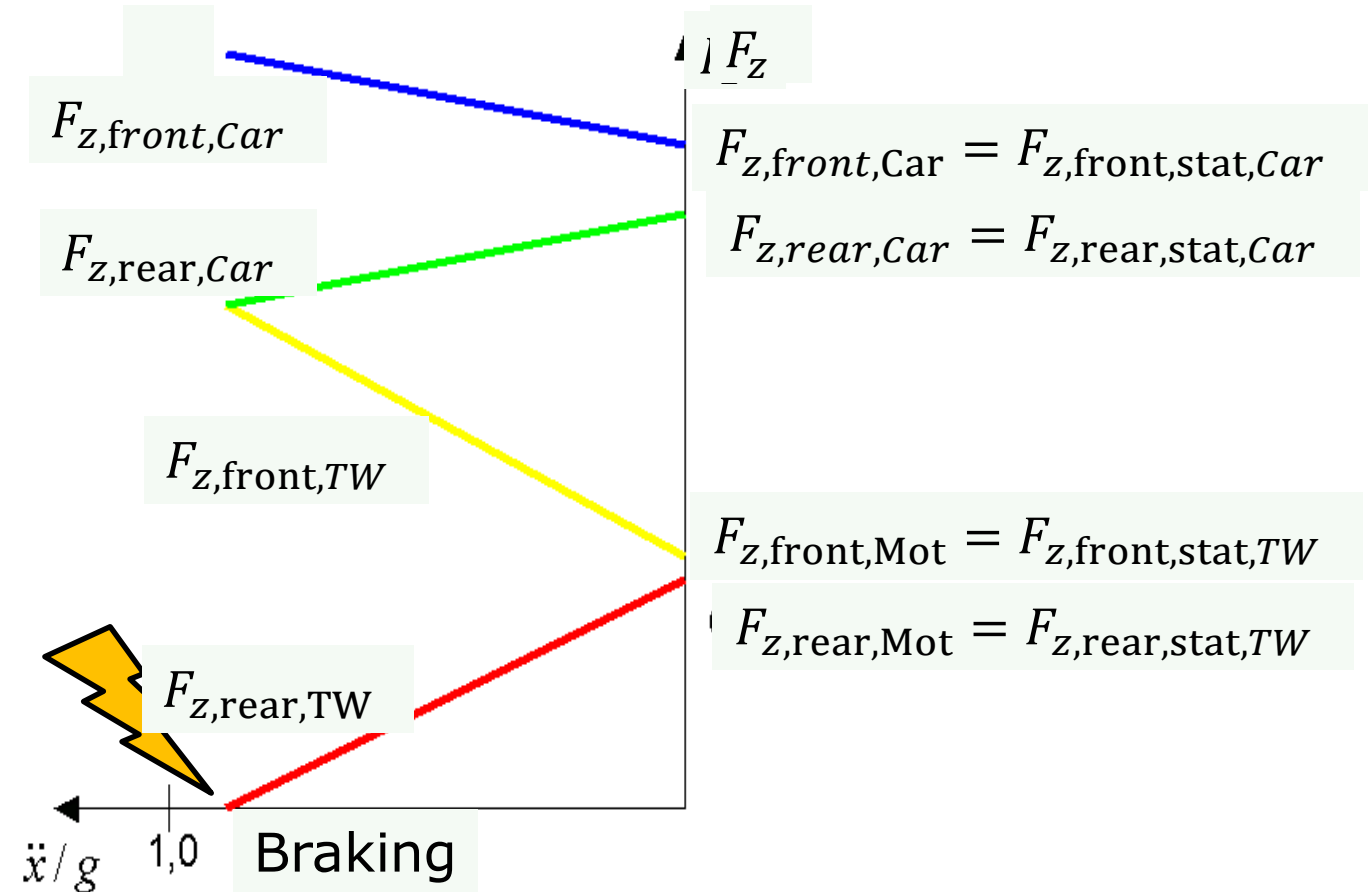 F_z
F_z,front,Car
F_z,front,Car = F_z,front,stat,Car
F_z,rear,Car = F_z,rear,stat,Car
F_z,rear,Car
F_z,front,TW
F_z,front,Mot = F_z,front,stat,TW
F_z,rear,Mot = F_z,rear,stat,TW
F_z,rear,TW
ẍ/g 1,0 Braking